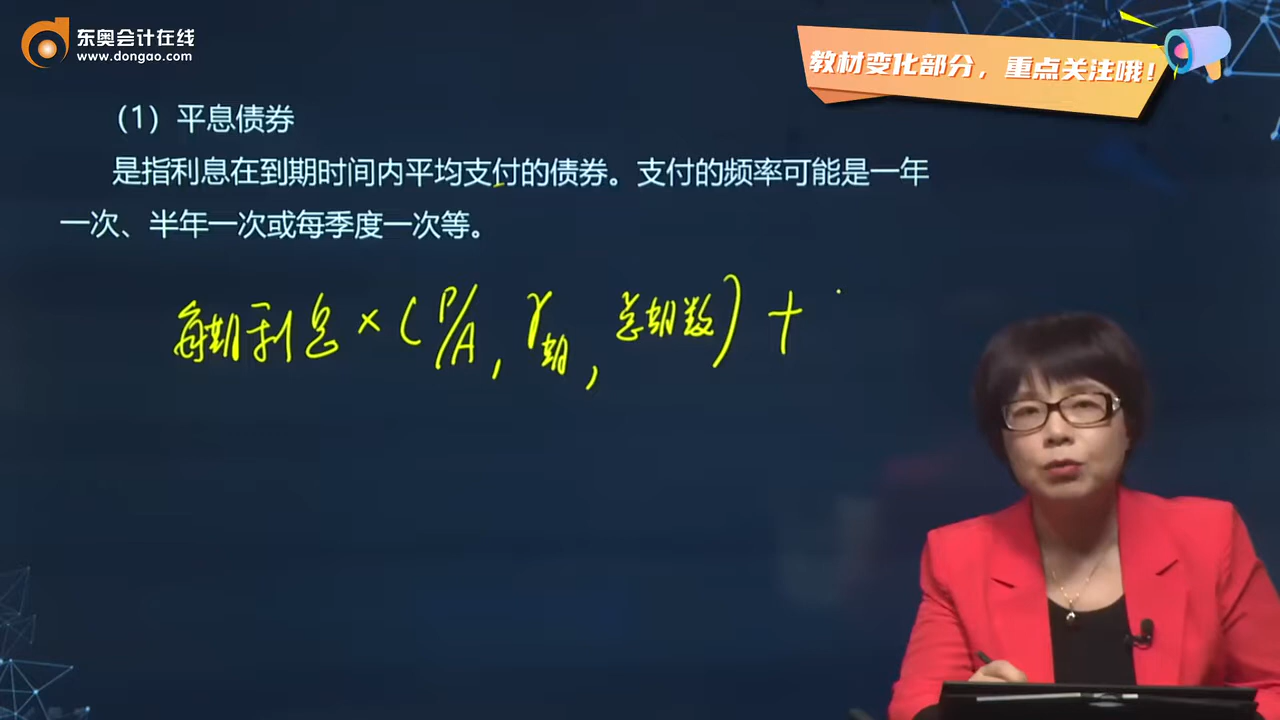 东奥会计在线
www.dongao.com
教材变化部分，重点关注哦！
（1）平息债券
是指利息在到期时间内平均支付的债券。支付的频率可能是一年
一次、半年一次或每季度一次等。
每期利息×(P/A, r期, 总期数)+